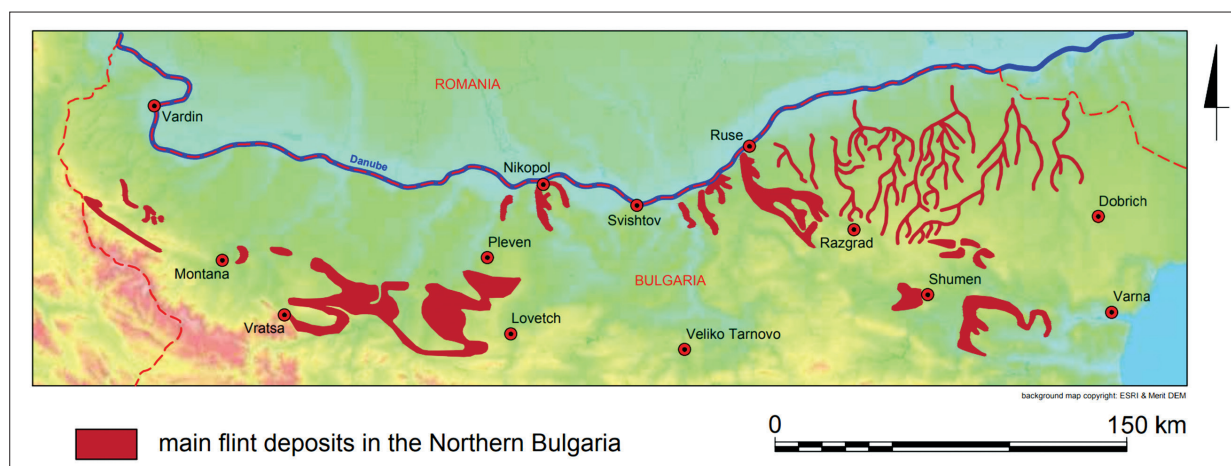 ROMANIA
Vardin
Ruse
Danube
Nikopol
Svishtov
Dobrich
Razgrad
Pleven
Montana
BULGARIA
Shumen
Varna
Vratsa
Lovetch
Veliko Tarnovo
background map copyright: ESRI & Merit DEM
main flint deposits in the Northern Bulgaria
0 150 km